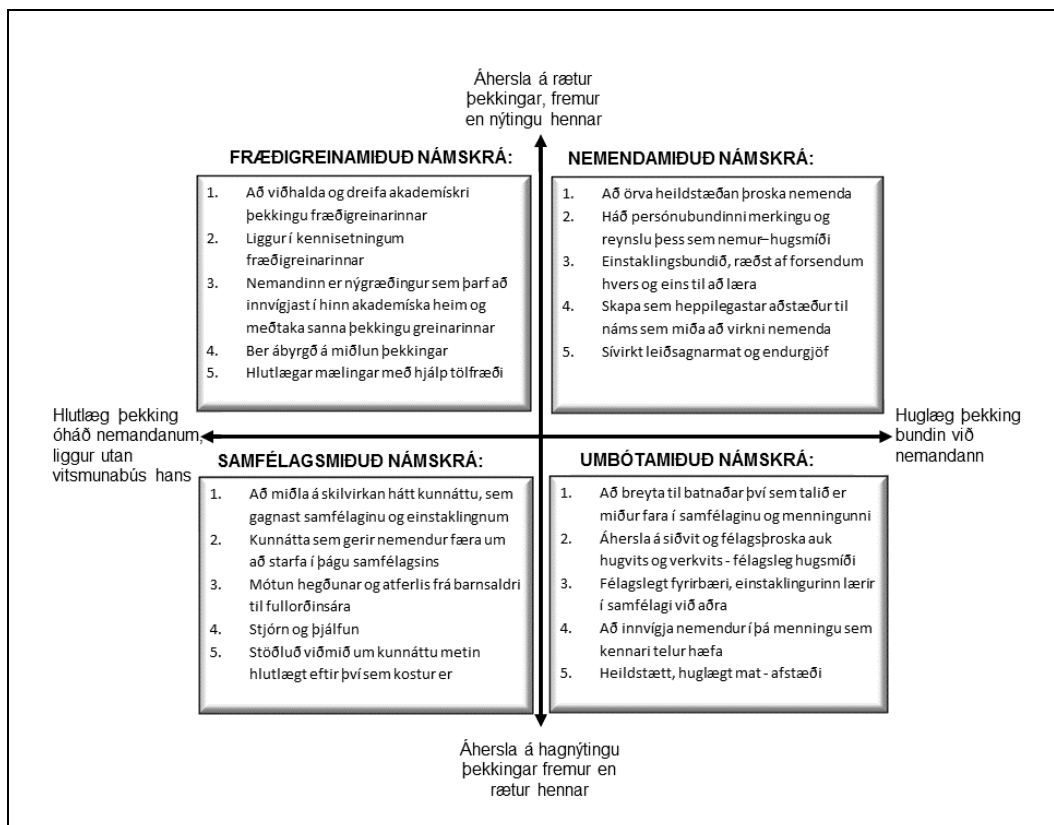 Áhersla á rætur
þekkingar, fremur
en nýtingu hennar
FRÆÐIGREINAMIÐUÐ NÁMSKRÁ:
1. Að viðhalda og dreifa akademískri
þekkingu fræðigreinarinnar
2. Liggur í kennisetningum
fræðigreinarinnar
3. Nemandinn er nýgræðingur sem þarf að
innvígjast í hinn akademíska heim og
meðtaka sanna þekkingu greinarinnar
4. Ber ábyrgð á miðlun þekkingar
5. Hlutlægar mælingar með hjálp tölfræði
NEMENDAMIÐUÐ NÁMSKRÁ:
1. Að örva heildstæðan þroska nemenda
2. Háð persónubundinni merkingu og
reynslu þess sem nemur–hugsmíði
3. Einstaklingsbundið, ræðst af forsendum
hvers og eins til að læra
4. Skapa sem heppilegastar aðstæður til
náms sem miða að virkni nemenda
5. Sívirkt leiðsagnarmat og endurgjöf
Hlutlæg þekking
óháð nemandanum,
liggur utan
vitsmunabús hans
Huglæg þekking
bundin við
nemandann
SAMFÉLAGSMIÐUÐ NÁMSKRÁ:
1. Að miðla á skilvirkan hátt kunnáttu, sem
gagnast samfélaginu og einstaklingnum
2. Kunnátta sem gerir nemendur færa um
að starfa í þágu samfélagsins
3. Mótun hegðunar og atferlis frá barnsaldri
til fullorðinsára
4. Stjórn og þjálfun
5. Stöðluð viðmið um kunnáttu metin
hlutlægt eftir því sem kostur er
UMBÓTAMIÐUÐ NÁMSKRÁ:
1. Að breyta til batnaðar því sem talið er
miður fara í samfélaginu og menningunni
2. Áhersla á siðvit og félagsþroska auk
hugvits og verkvits - félagsleg hugsmíði
3. Félagslegt fyrirbæri, einstaklingurinn lærir
í samfélagi við aðra
4. Að innvígja nemendur í þá menningu sem
kennari telur hæfa
5. Heildstætt, huglægt mat - afstæði
Áhersla á hagnýtingu
þekkingar fremur en
rætur hennar